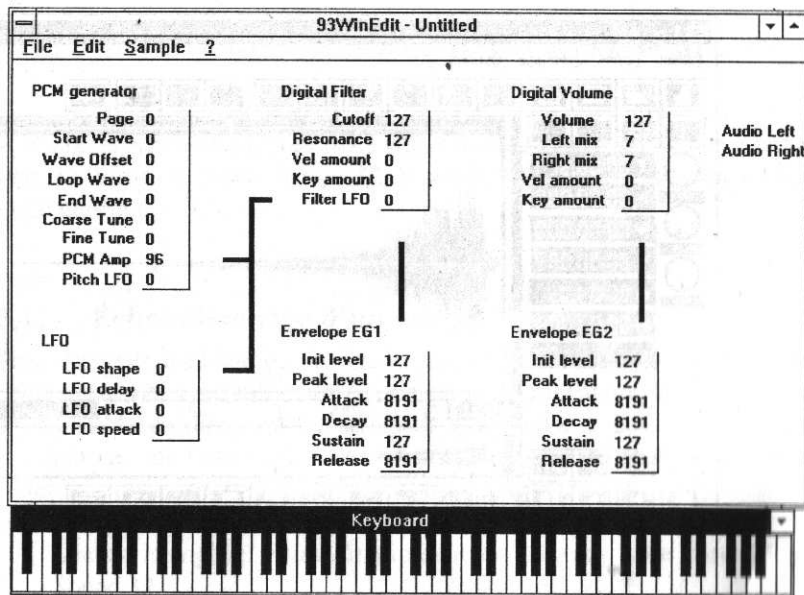 93WinEdit - Untitled
File Edit Sample ?
PCM generator
Page 0
Start Wave 0
Wave Offset 0
Loop Wave 0
End Wave 0
Coarse Tune 0
Fine Tune 0
PCM Amp 96
Pitch LFO 0
LFO
LFO shape 0
LFO delay 0
LFO attack 0
LFO speed 0
Digital Filter
Cutoff 127
Resonance 127
Vel amount 0
Key amount 0
Filter LFO 0
Envelope EG1
Init level 127
Peak level 127
Attack 8191
Decay 8191
Sustain 127
Release 8191
Digital Volume
Volume 127
Left mix 7
Right mix 7
Vel amount 0
Key amount 0
Envelope EG2
Init level 127
Peak level 127
Attack 8191
Decay 8191
Sustain 127
Release 8191
Audio Left
Audio Right
Keyboard